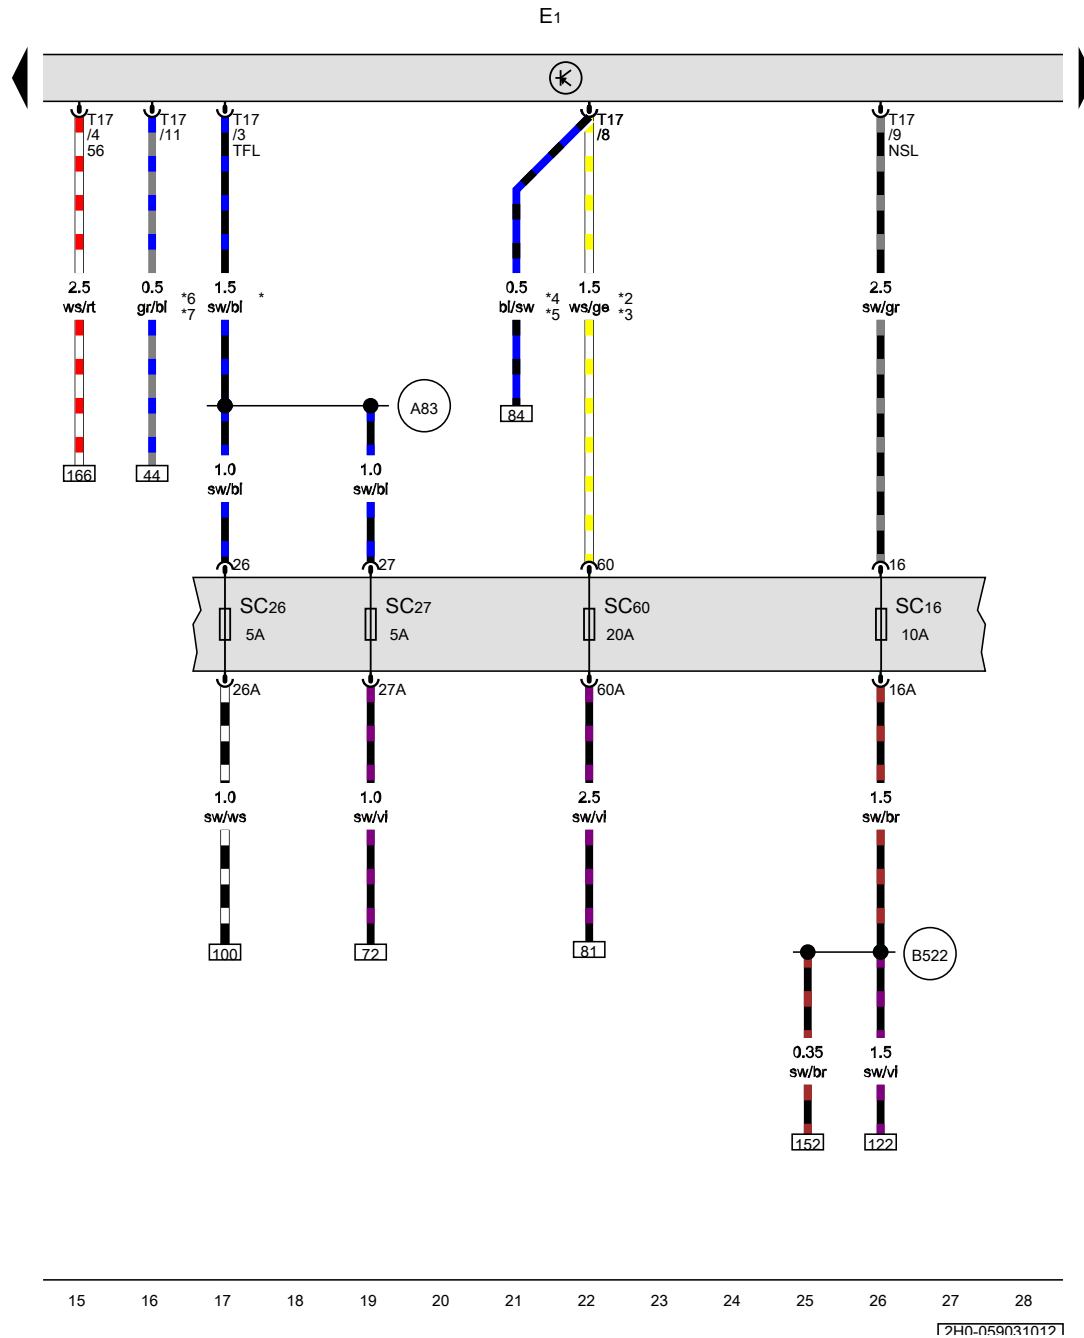 E1
T17
/4
56
T17
/11
T17
/3
TFL
T17
/8
T17
/9
NSL
2.5
ws/rt
0.5
gr/bl
*6
*7
1.5
sw/bl
*
0.5
bl/sw
*4
*5
1.5
ws/ge
*2
*3
2.5
sw/gr
A83
84
166
44
1.0
sw/bl
1.0
sw/bl
26
27
60
16
SC26
5A
SC27
5A
SC60
20A
SC16
10A
26A
27A
60A
16A
1.0
sw/ws
1.0
sw/vi
2.5
sw/vi
1.5
sw/br
100
72
81
B522
0.35
sw/br
1.5
sw/vi
152
122
15 16 17 18 19 20 21 22 23 24 25 26 27 28
2H0-059031012